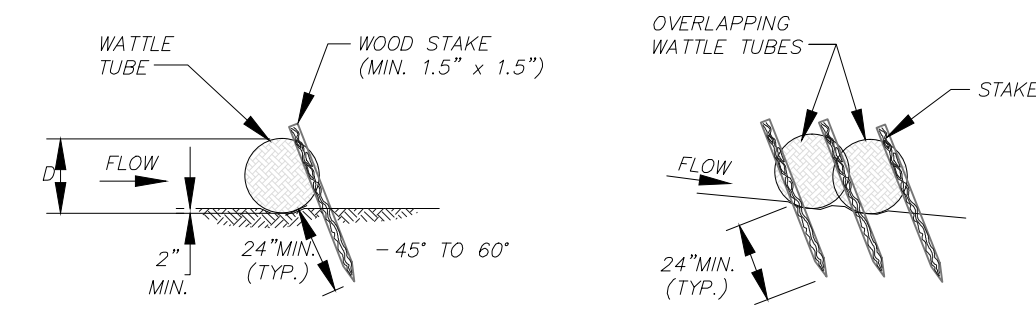 WATTLE
TUBE
WOOD STAKE
(MIN. 1.5" x 1.5")
D
FLOW
2"
MIN.
24"MIN.
(TYP.)
- 45° TO 60°
OVERLAPPING
WATTLE TUBES
STAKE
FLOW
24"MIN.
(TYP.)